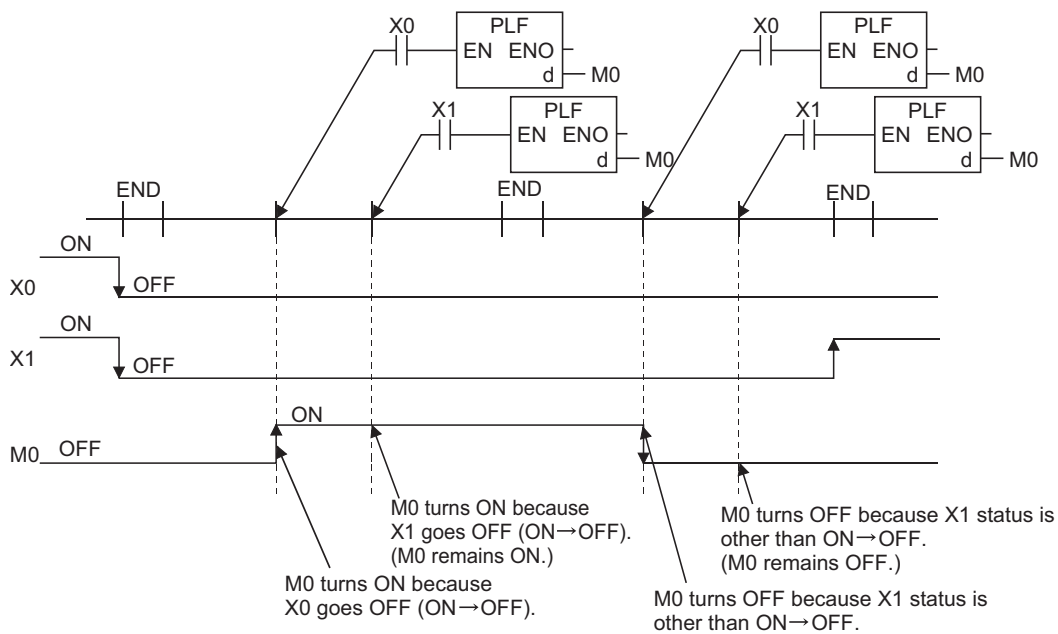 X0
PLF
EN ENO
d
M0
X1
PLF
EN ENO
d
M0
X0
PLF
EN ENO
d
M0
X1
PLF
EN ENO
d
M0
END
END
END
X0
ON
OFF
X1
ON
OFF
M0
OFF
ON
M0 turns ON because
X1 goes OFF (ON→OFF).
(M0 remains ON.)
M0 turns ON because
X0 goes OFF (ON→OFF).
M0 turns OFF because X1 status is
other than ON→OFF.
(M0 remains OFF.)
M0 turns OFF because X1 status is
other than ON→OFF.